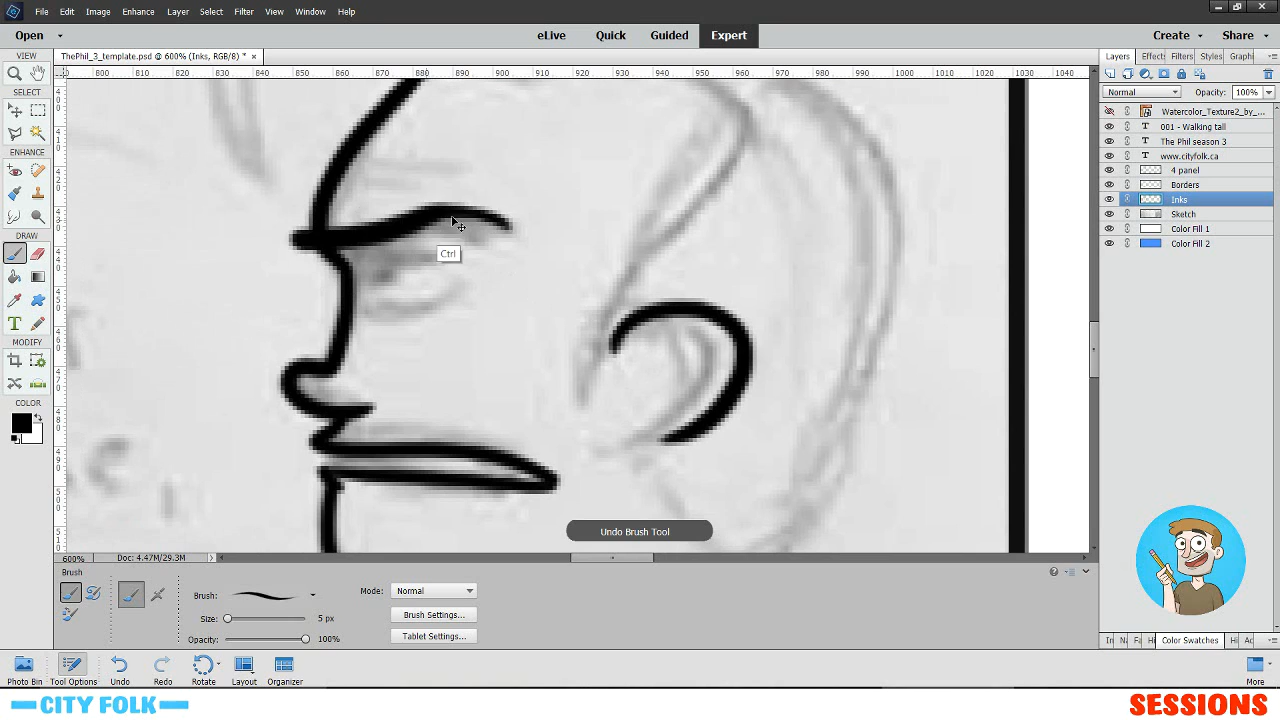 File Edit Image Enhance Layer Select Filter View Window Help
Open eLive Quick Guided Expert Create Share
ThePhil_3_template.psd @ 600% (Inks, RGB/8) *
Layers Effects Filters Styles Graphi
VIEW
800 810 820 830 840 850 860 870 880 890 900 910 920 930 940 950 960 970 980 990 1000 1010 1020 1030 1040
Normal Opacity: 100%
SELECT
Watercolor_Texture2_by_...
001 - Walking tall
The Phil season 3
www.cityfolk.ca
ENHANCE
4 panel
Borders
Inks
Sketch
Color Fill 1
Color Fill 2
DRAW
Ctrl
MODIFY
COLOR
Undo Brush Tool
600% Doc: 4.47M/29.3M
Brush
Brush: Mode: Normal
Size: 5 px Brush Settings...
Opacity: 100% Tablet Settings...
Color Swatches
Photo Bin Tool Options Undo Redo Rotate Layout Organizer More
CITY FOLK SESSIONS